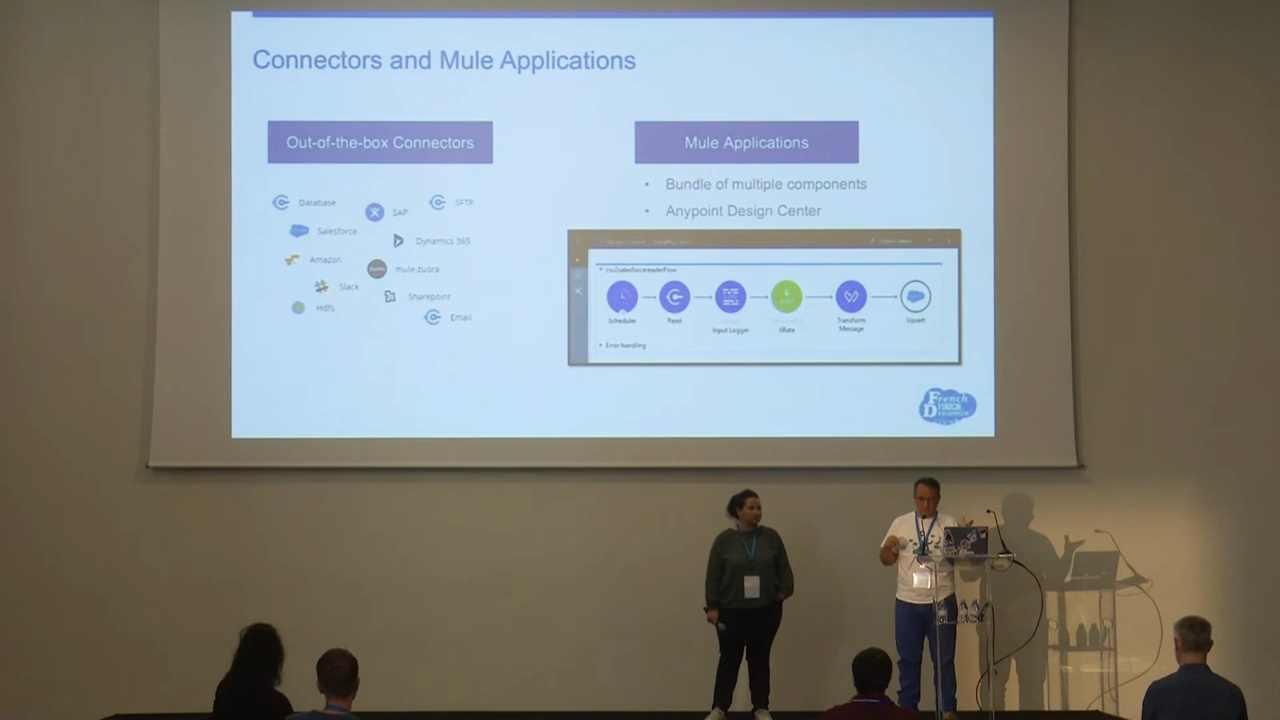 Connectors and Mule Applications
Out-of-the-box Connectors
Database
SAP
SFTP
Salesforce
Dynamics 365
Amazon
mule-zuora
Slack
Sharepoint
Hdfs
Email
Mule Applications
• Bundle of multiple components
• Anypoint Design Center
Scheduler
Read
Input Logger
XRate
Transform
Message
Upsert
Error handling
French
TOUCH
Dreamin'